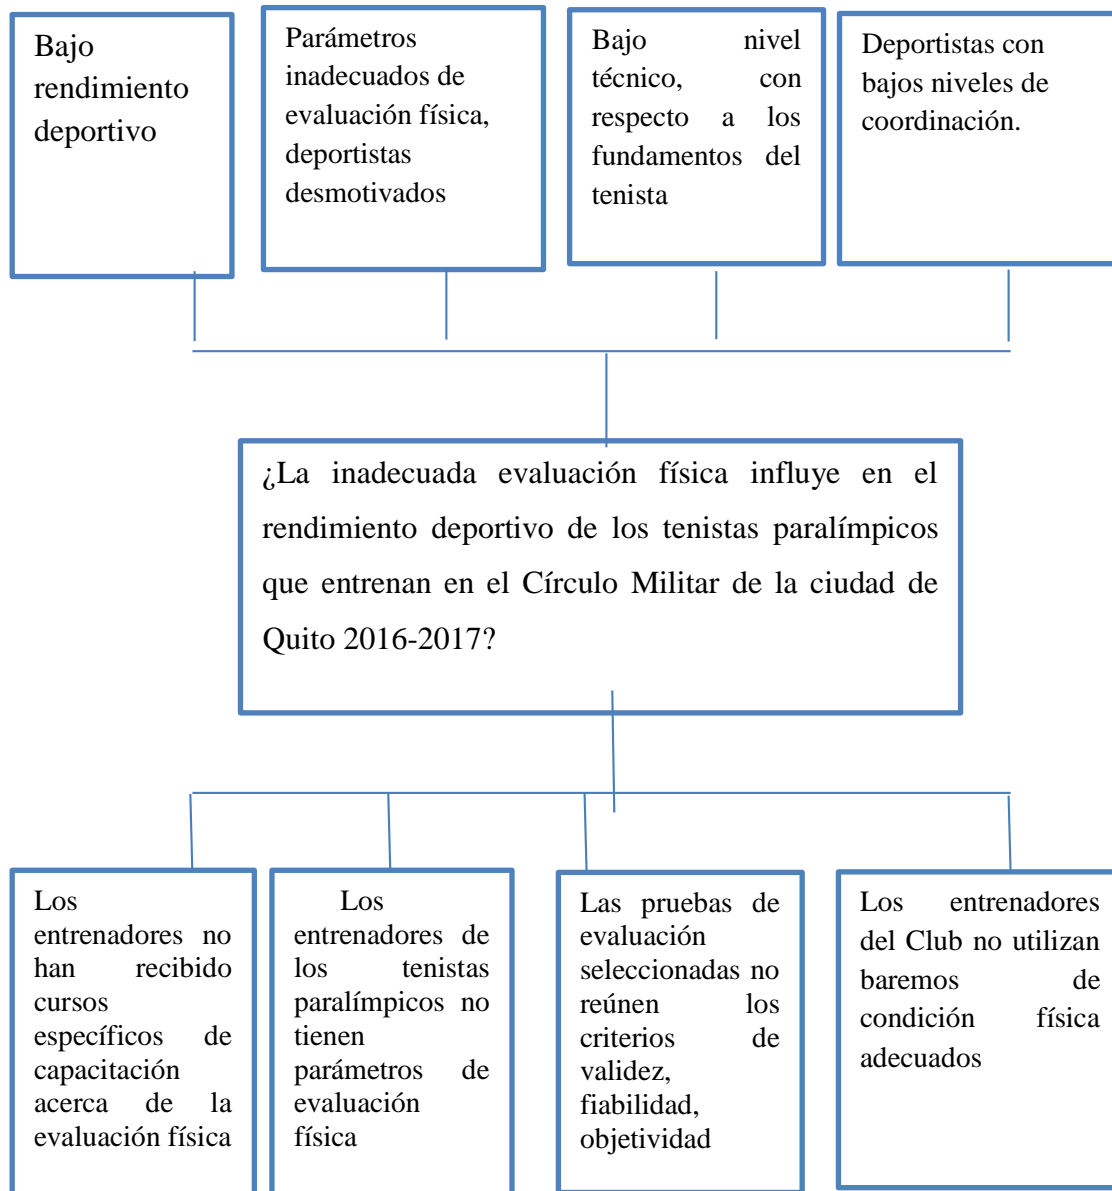 Bajo
rendimiento
deportivo
Parámetros
inadecuados de
evaluación física,
deportistas
desmotivados
Bajo nivel
técnico, con
respecto a los
fundamentos del
tenista
Deportistas con
bajos niveles de
coordinación.
¿La inadecuada evaluación física influye en el
rendimiento deportivo de los tenistas paralímpicos
que entrenan en el Círculo Militar de la ciudad de
Quito 2016-2017?
Los
entrenadores no
han recibido
cursos
específicos de
capacitación
acerca de la
evaluación física
Los
entrenadores de
los tenistas
paralímpicos no
tienen
parámetros de
evaluación
física
Las pruebas de
evaluación
seleccionadas no
reúnen los
criterios de
validez,
fiabilidad,
objetividad
Los entrenadores
del Club no utilizan
baremos de
condición física
adecuados